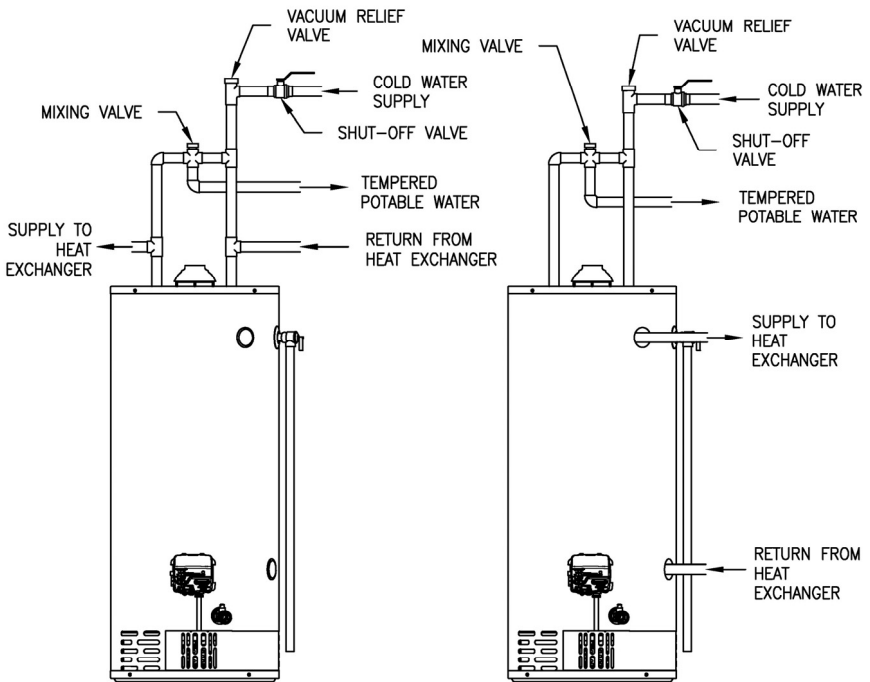 VACUUM RELIEF
VALVE
COLD WATER
SUPPLY
SHUT-OFF VALVE
MIXING VALVE
TEMPERED
POTABLE WATER
SUPPLY TO
HEAT
EXCHANGER
RETURN FROM
HEAT EXCHANGER
VACUUM RELIEF
VALVE
MIXING VALVE
COLD WATER
SUPPLY
SHUT-OFF
VALVE
TEMPERED
POTABLE WATER
SUPPLY TO
HEAT
EXCHANGER
RETURN FROM
HEAT
EXCHANGER